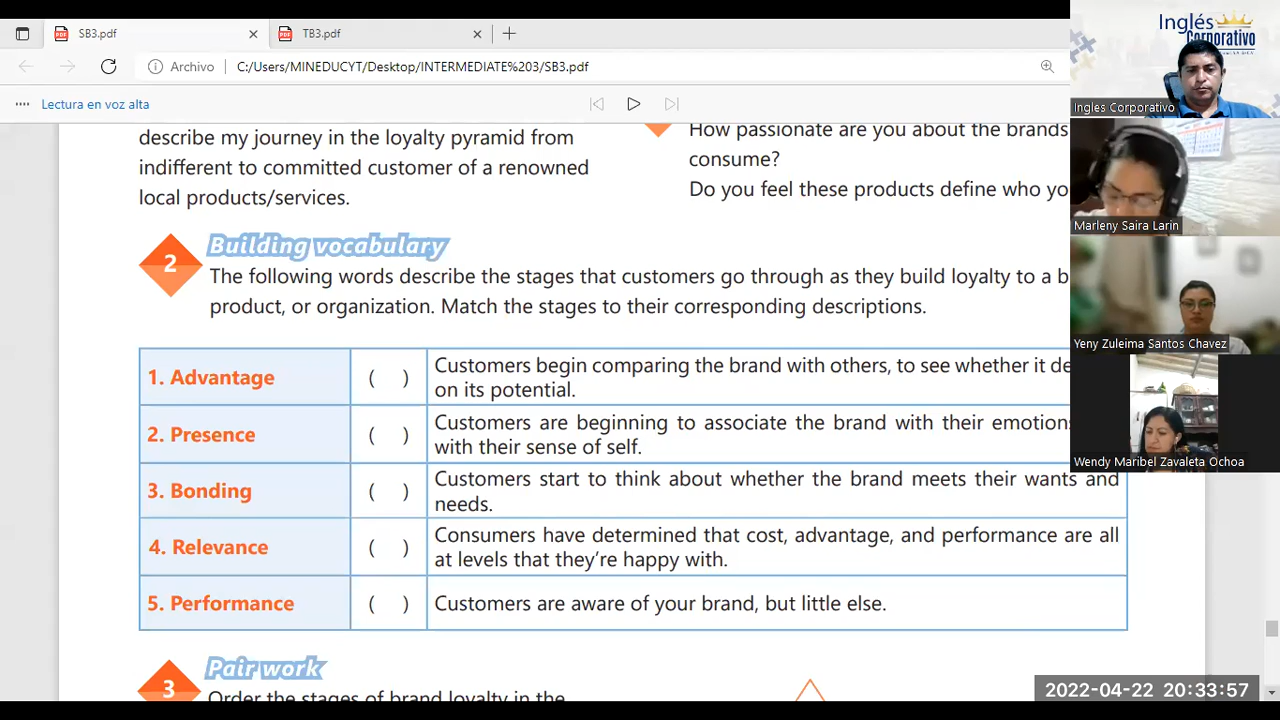 SB3.pdf
TB3.pdf
Archivo
C:/Users/MINEDUCYT/Desktop/INTERMEDIATE%203/SB3.pdf
Lectura en voz alta
describe my journey in the loyalty pyramid from
indifferent to committed customer of a renowned
local products/services.
How passionate are you about the brands
consume?
Do you feel these products define who yo
2
Building vocabulary
The following words describe the stages that customers go through as they build loyalty to a b
product, or organization. Match the stages to their corresponding descriptions.
1. Advantage ( ) Customers begin comparing the brand with others, to see whether it de
on its potential.
2. Presence ( ) Customers are beginning to associate the brand with their emotions
with their sense of self.
3. Bonding ( ) Customers start to think about whether the brand meets their wants and
needs.
4. Relevance ( ) Consumers have determined that cost, advantage, and performance are all
at levels that they're happy with.
5. Performance ( ) Customers are aware of your brand, but little else.
3
Pair work
Order the stages of brand loyalty in the
Inglés
Corporativo
Ingles Corporativo
Marleny Saira Larin
Yeny Zuleima Santos Chavez
Wendy Maribel Zavaleta Ochoa
2022-04-22 20:33:57